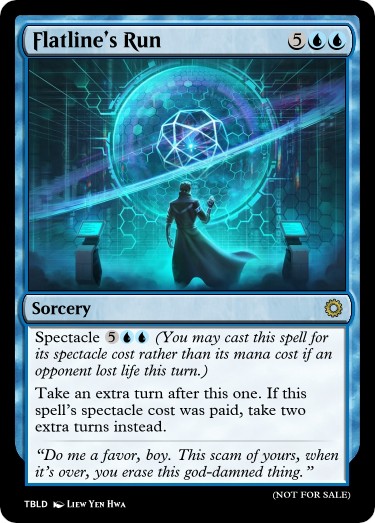 Flatline's Run 5
Sorcery
Spectacle 5 (You may cast this spell for
its spectacle cost rather than its mana cost if an
opponent lost life this turn.)
Take an extra turn after this one. If this
spell's spectacle cost was paid, take two
extra turns instead.
“Do me a favor, boy. This scam of yours, when
it's over, you erase this god-damned thing.”
TBLD Liew Yen Hwa
(NOT FOR SALE)